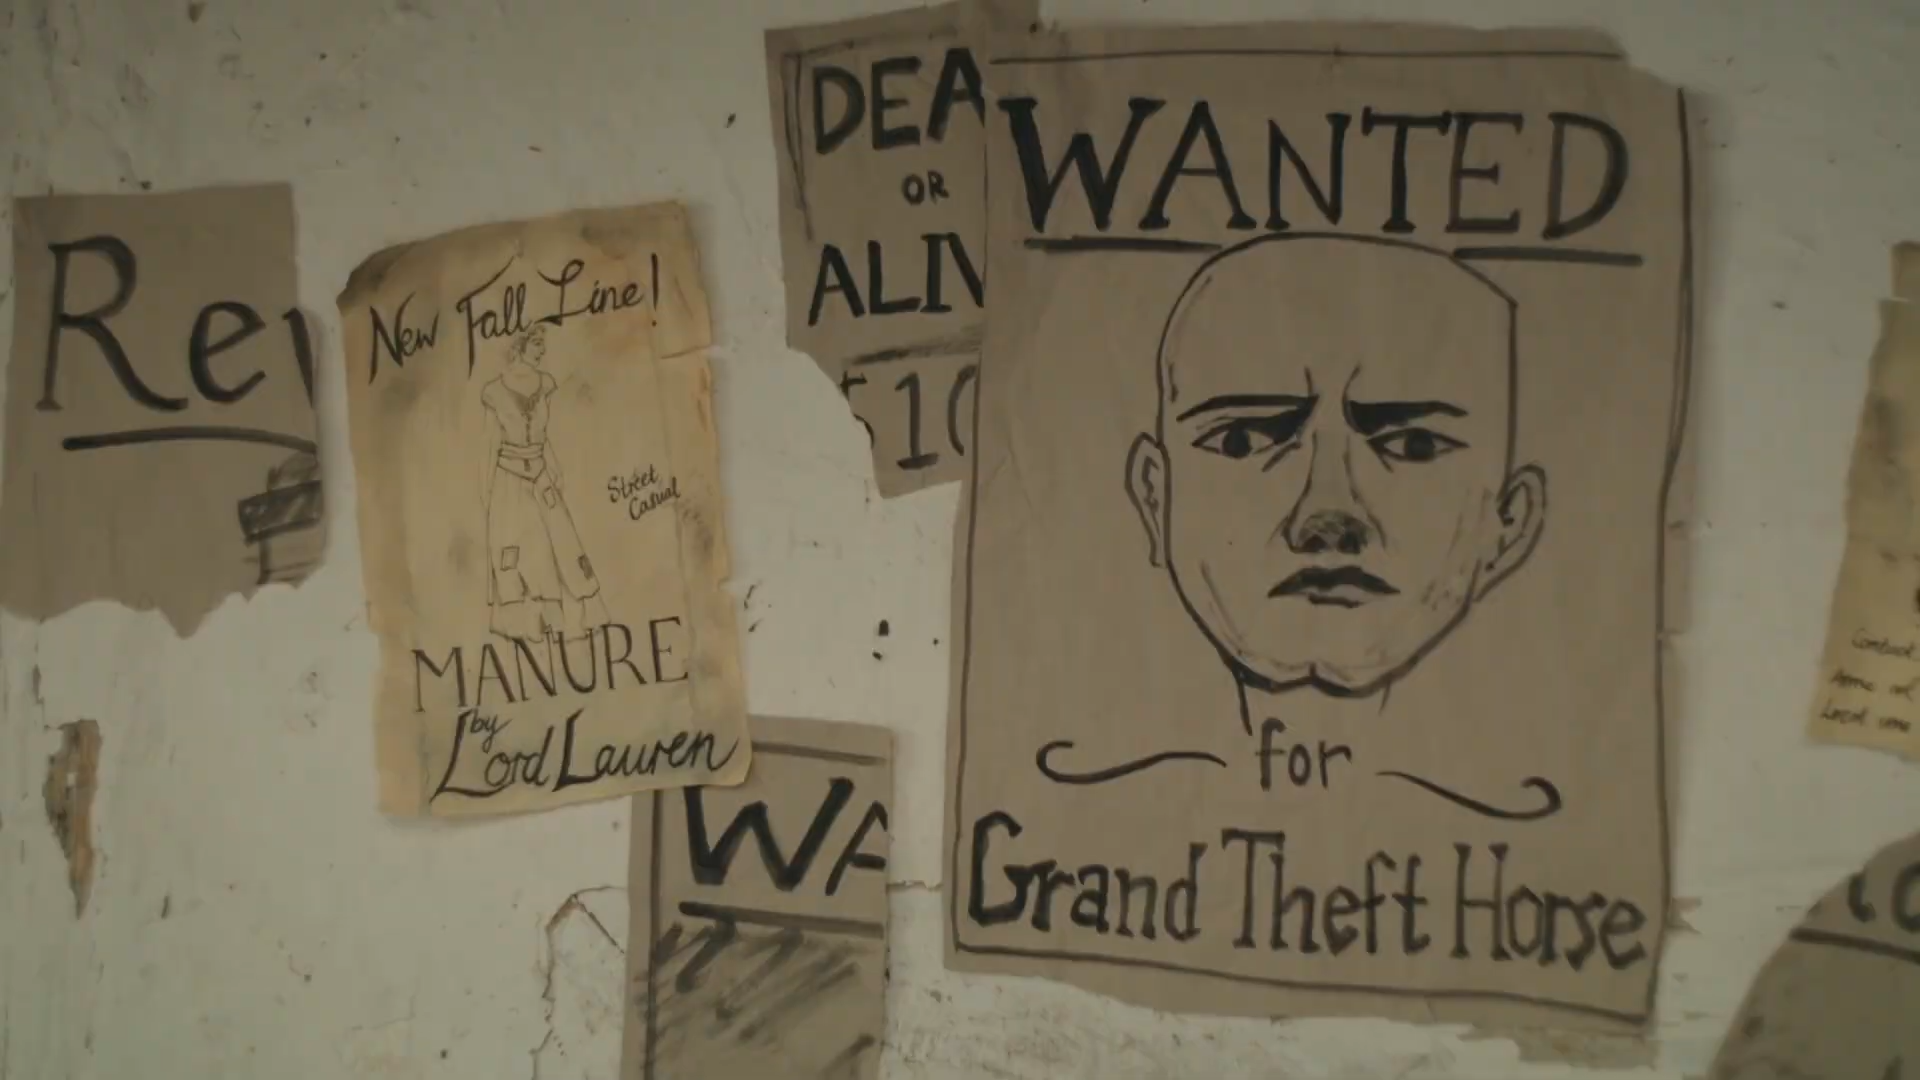 Rev
New Fall Line!
Street
Casual
MANURE
by
Lord Lauren
DEA
OR
ALIV
$10
WANTED
for
Grand Theft Horse
WA